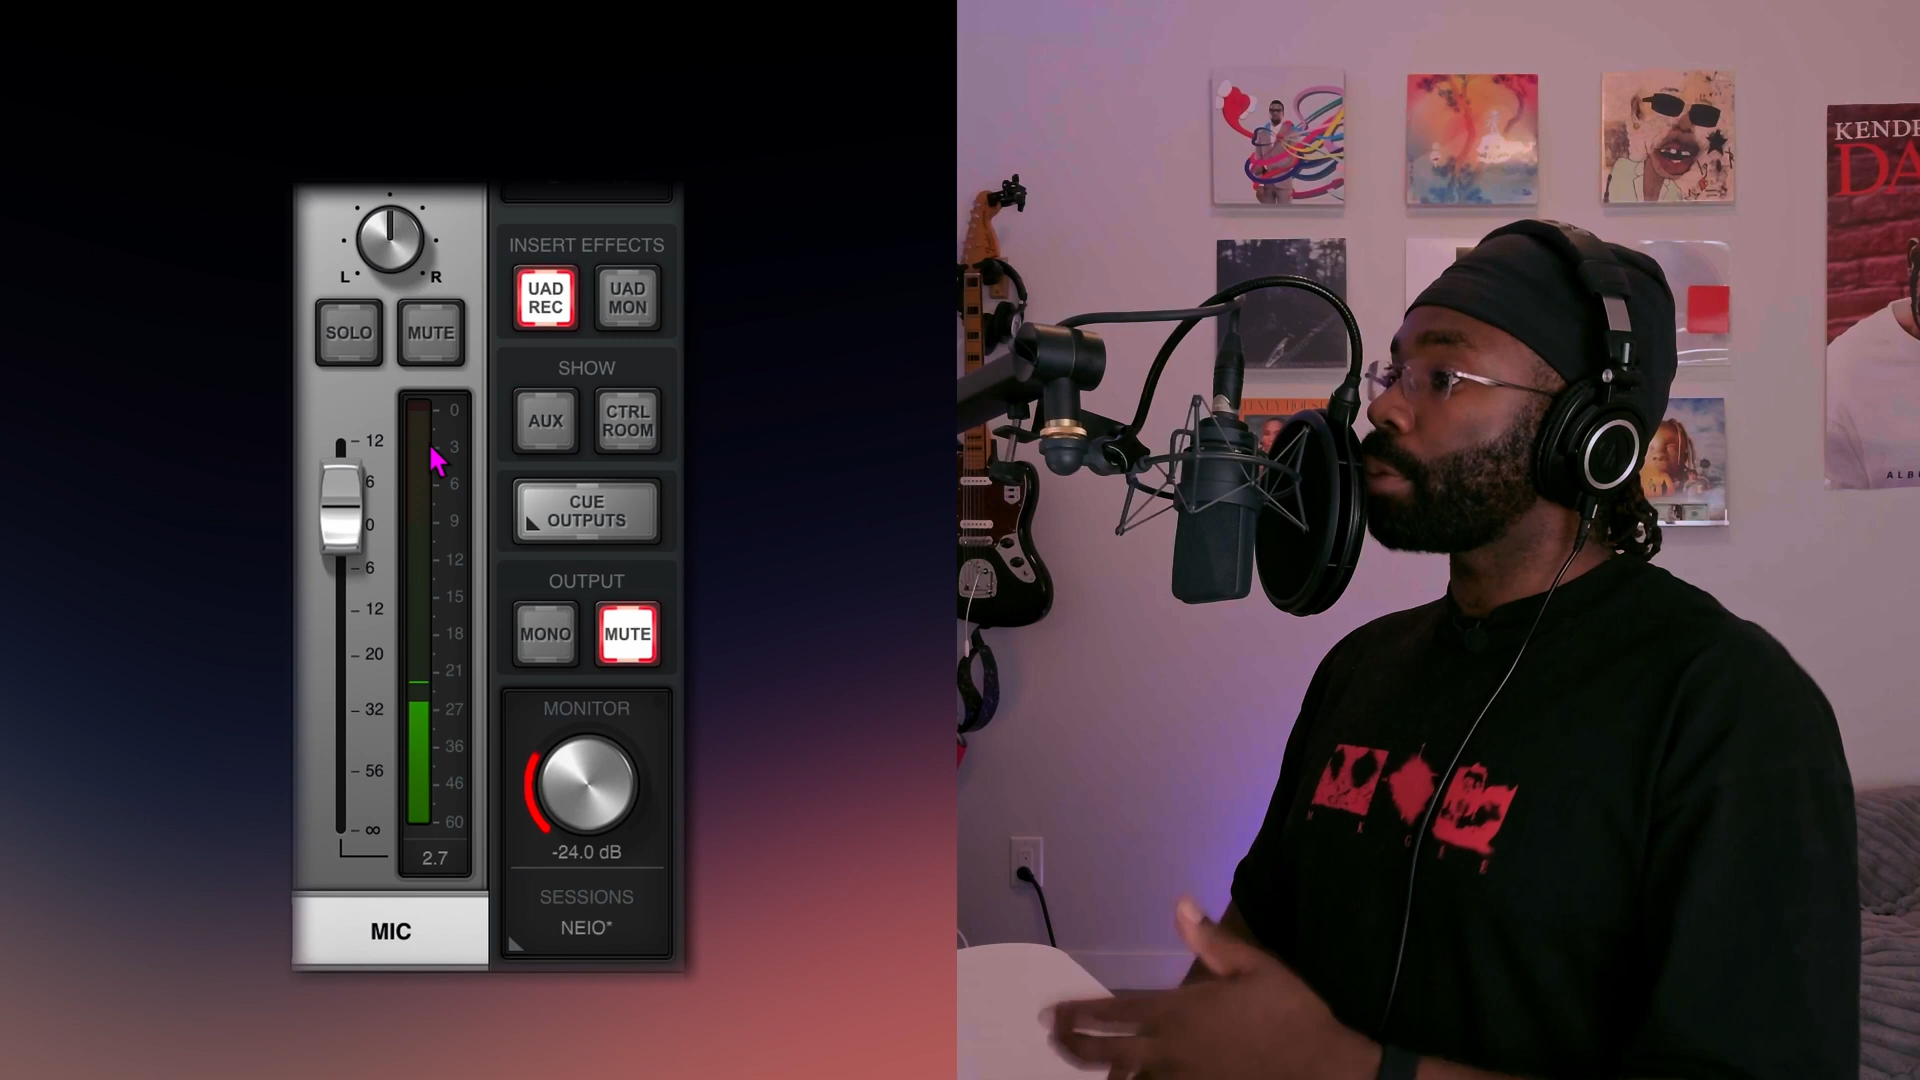 L R
SOLO MUTE
12
6
0
6
12
20
32
56
∞
0
3
6
9
12
15
18
21
27
36
46
60
2.7
MIC
INSERT EFFECTS
UAD REC
UAD MON
SHOW
AUX
CTRL ROOM
CUE OUTPUTS
OUTPUT
MONO MUTE
MONITOR
-24.0 dB
SESSIONS
NEIO*
KENDR
DA
ALB
M K G E E